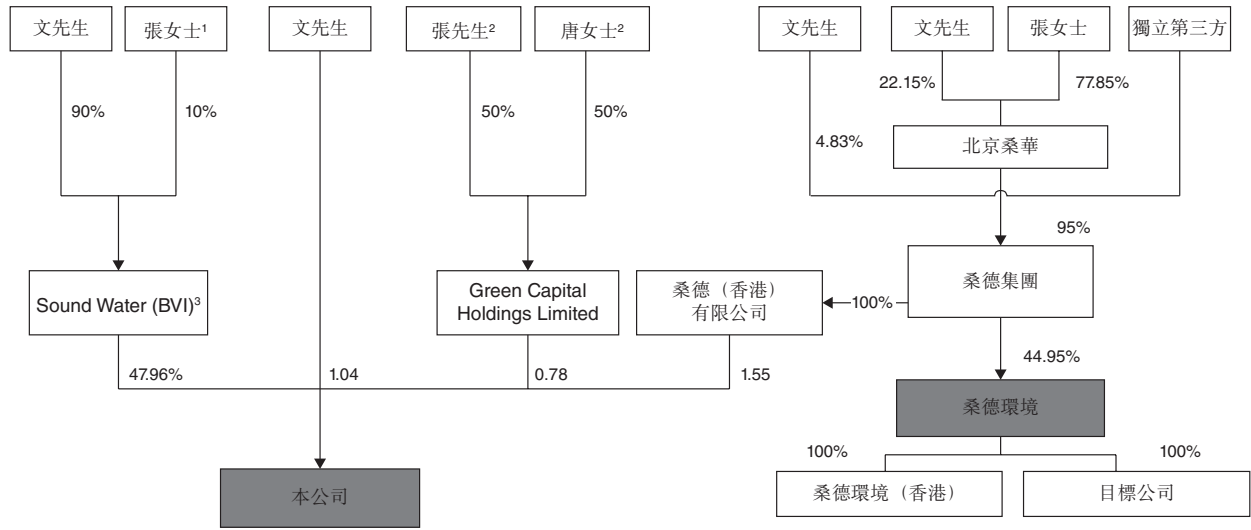 文先生
張女士¹
文先生
張先生²
唐女士²
文先生
文先生
張女士
獨立第三方
22.15%
77.85%
90%
10%
50%
50%
4.83%
北京桑華
95%
Sound Water (BVI)³
Green Capital
Holdings Limited
桑德（香港）
有限公司
100%
桑德集團
47.96%
1.04
0.78
1.55
44.95%
桑德環境
100%
100%
本公司
桑德環境（香港）
目標公司